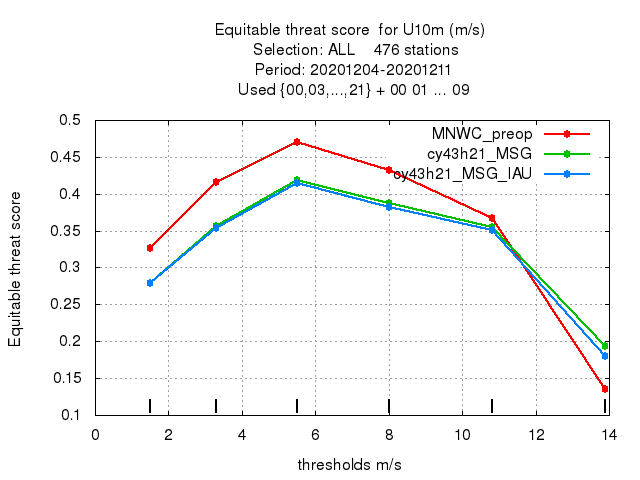 Equitable threat score  for U10m (m/s)
Selection: ALL    476 stations
Period: 20201204-20201211
Used {00,03,...,21} + 00 01 ... 09
MNWC_preop
cy43h21_MSG
cy43h21_MSG_IAU
Equitable threat score
0.5
0.45
0.4
0.35
0.3
0.25
0.2
0.15
0.1
0 2 4 6 8 10 12 14
thresholds m/s